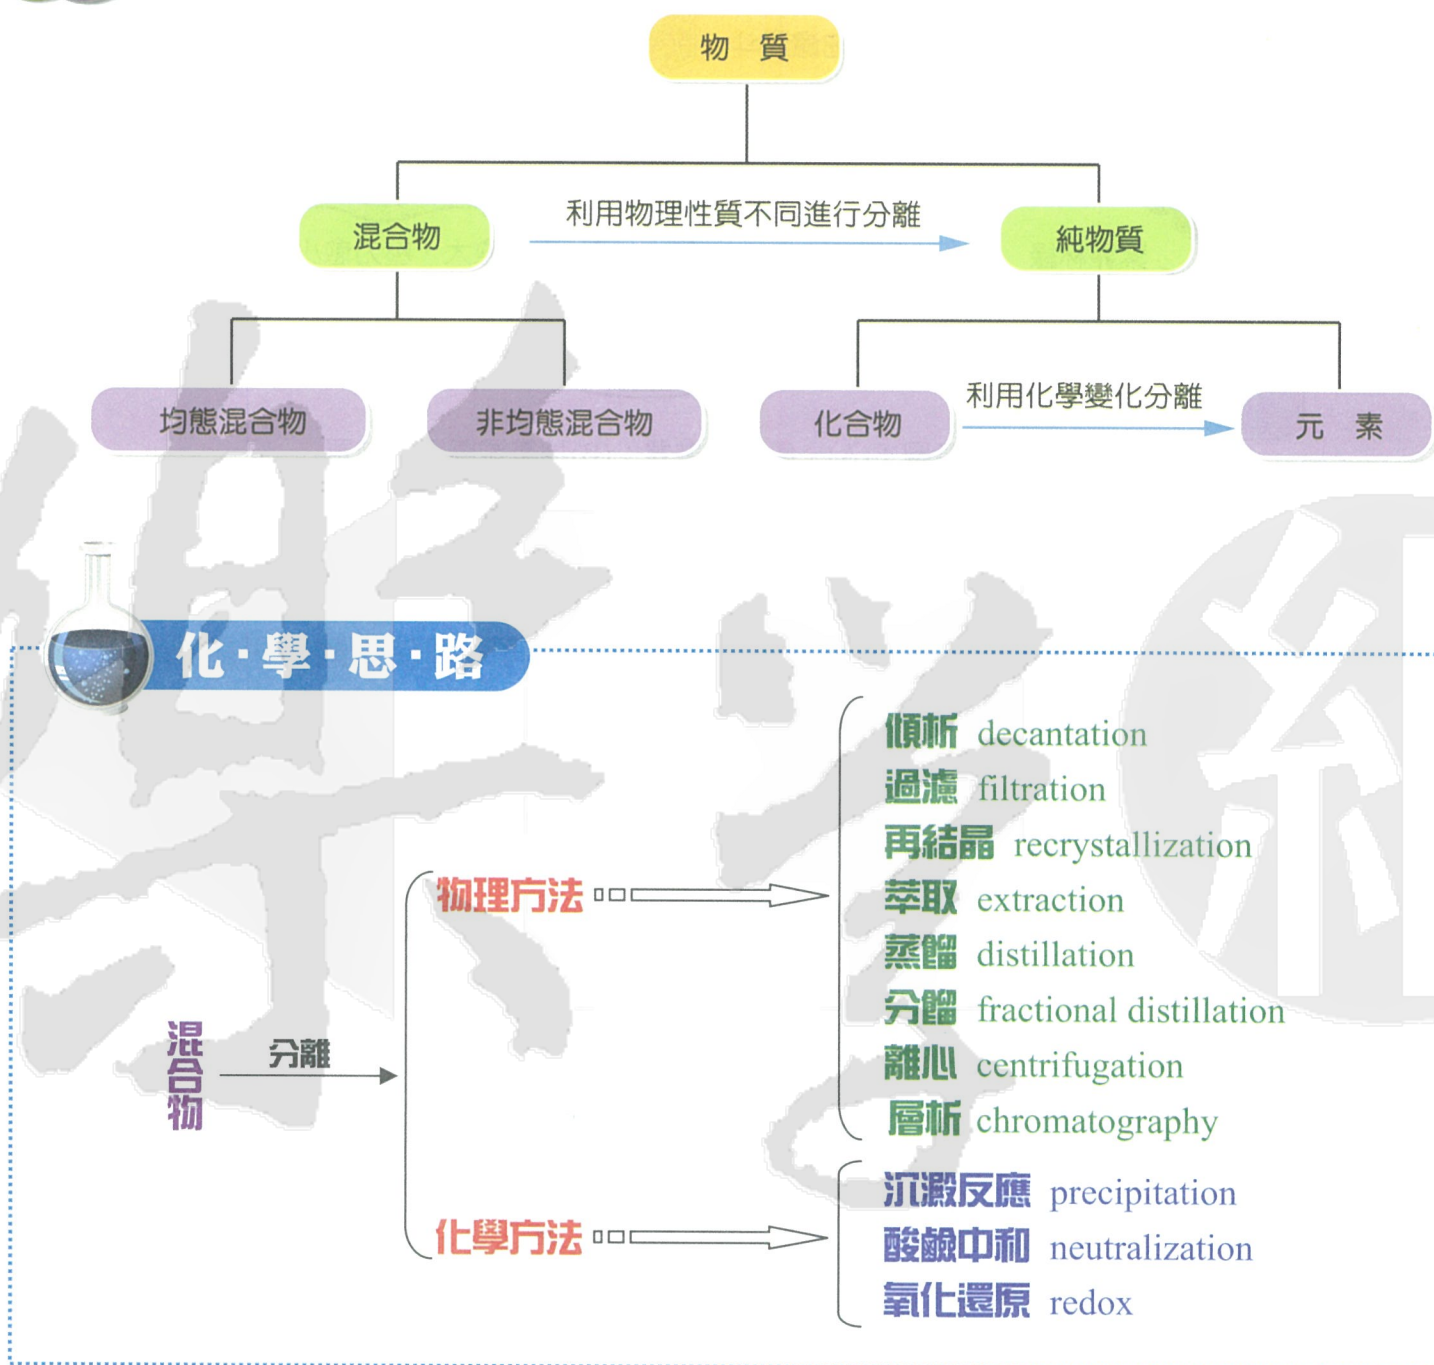 物 質
利用物理性質不同進行分離
混合物
純物質
利用化學變化分離
均態混合物
非均態混合物
化合物
元 素
化・學・思・路
傾析 decantation
過濾 filtration
再結晶 recrystallization
物理方法
萃取 extraction
蒸餾 distillation
分餾 fractional distillation
混合物
分離
離心 centrifugation
層析 chromatography
沉澱反應 precipitation
化學方法
酸鹼中和 neutralization
氧化還原 redox